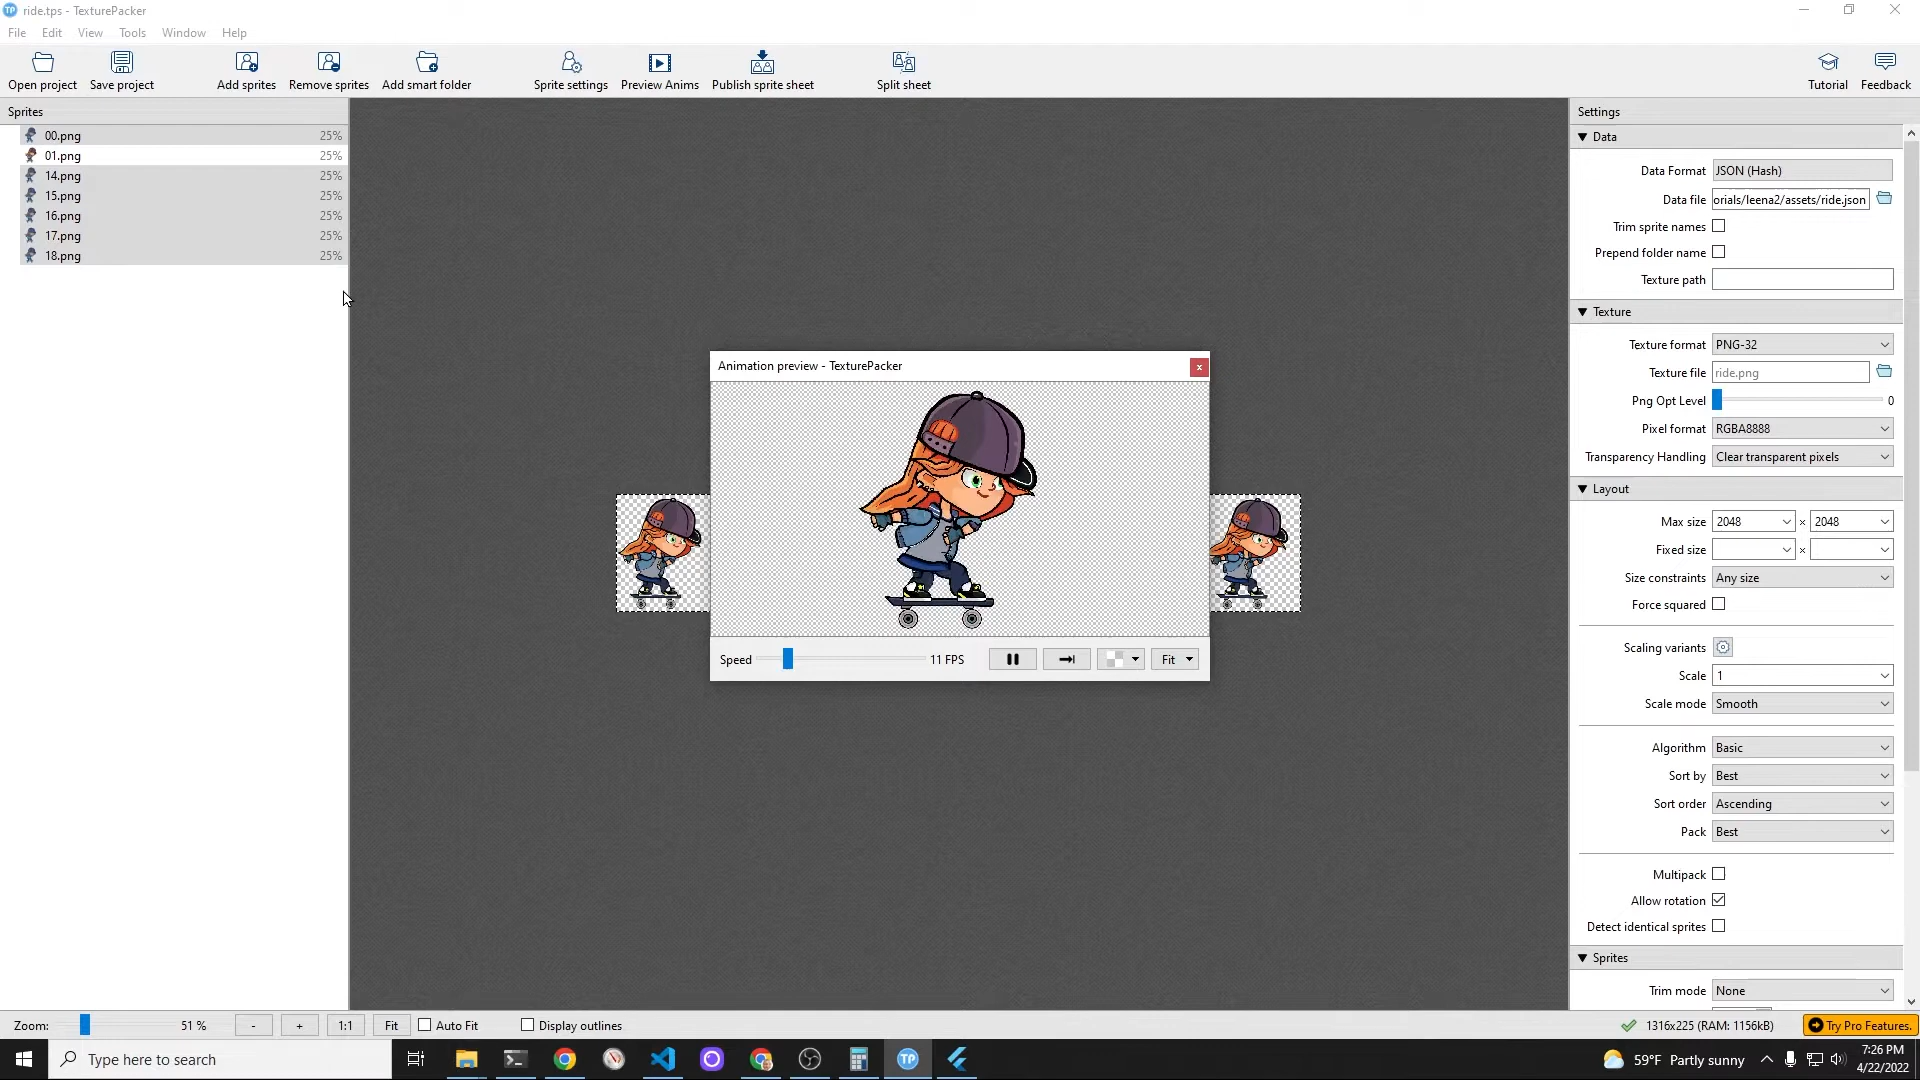 ride.tps - TexturePacker
File Edit View Tools Window Help
Open project Save project Add sprites Remove sprites Add smart folder Sprite settings Preview Anims Publish sprite sheet Split sheet Tutorial Feedback
Sprites
00.png 25%
01.png 25%
14.png 25%
15.png 25%
16.png 25%
17.png 25%
18.png 25%
Animation preview - TexturePacker
Speed 11 FPS Fit
Settings
Data
Data Format JSON (Hash)
Data file orials/leena2/assets/ride.json
Trim sprite names
Prepend folder name
Texture path
Texture
Texture format PNG-32
Texture file ride.png
Png Opt Level 0
Pixel format RGBA8888
Transparency Handling Clear transparent pixels
Layout
Max size 2048 × 2048
Fixed size ×
Size constraints Any size
Force squared
Scaling variants
Scale 1
Scale mode Smooth
Algorithm Basic
Sort by Best
Sort order Ascending
Pack Best
Multipack
Allow rotation
Detect identical sprites
Sprites
Trim mode None
Zoom: 51 % - + 1:1 Fit Auto Fit Display outlines 1316x225 (RAM: 1156kB) Try Pro Features.
Type here to search TP 59°F Partly sunny 7:26 PM
4/22/2022